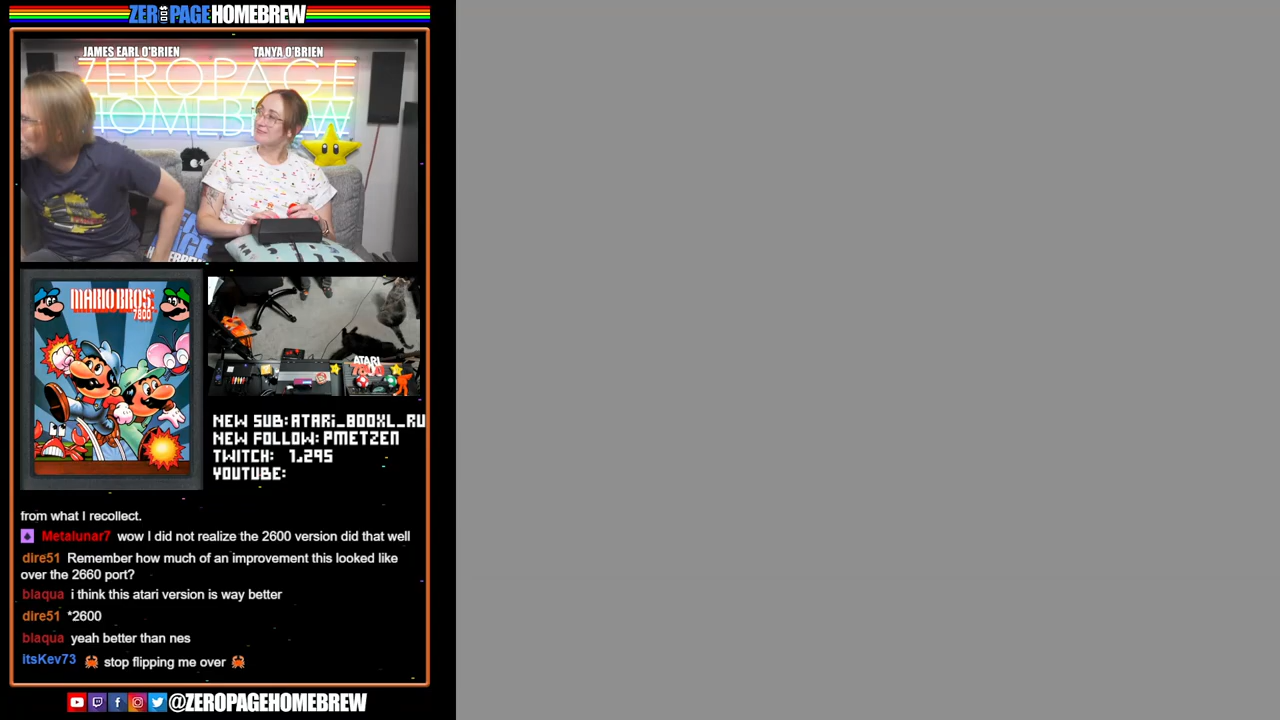 ZER PAGE HOMEBREW
JAMES EARL O'BRIEN
TANYA O'BRIEN
ZEROPAGE
HOMEBREW
MARIO BROS.
7800
ATARI
7800
NEW SUB: ATARI_800XL_RU
NEW FOLLOW: PMETZEN
TWITCH: 1,295
YOUTUBE:
from what I recollect.
Metalunar7 wow I did not realize the 2600 version did that well
dire51 Remember how much of an improvement this looked like
over the 2660 port?
blaqua i think this atari version is way better
dire51 *2600
blaqua yeah better than nes
itsKev73 🦀 stop flipping me over 🦀
@ZEROPAGEHOMEBREW